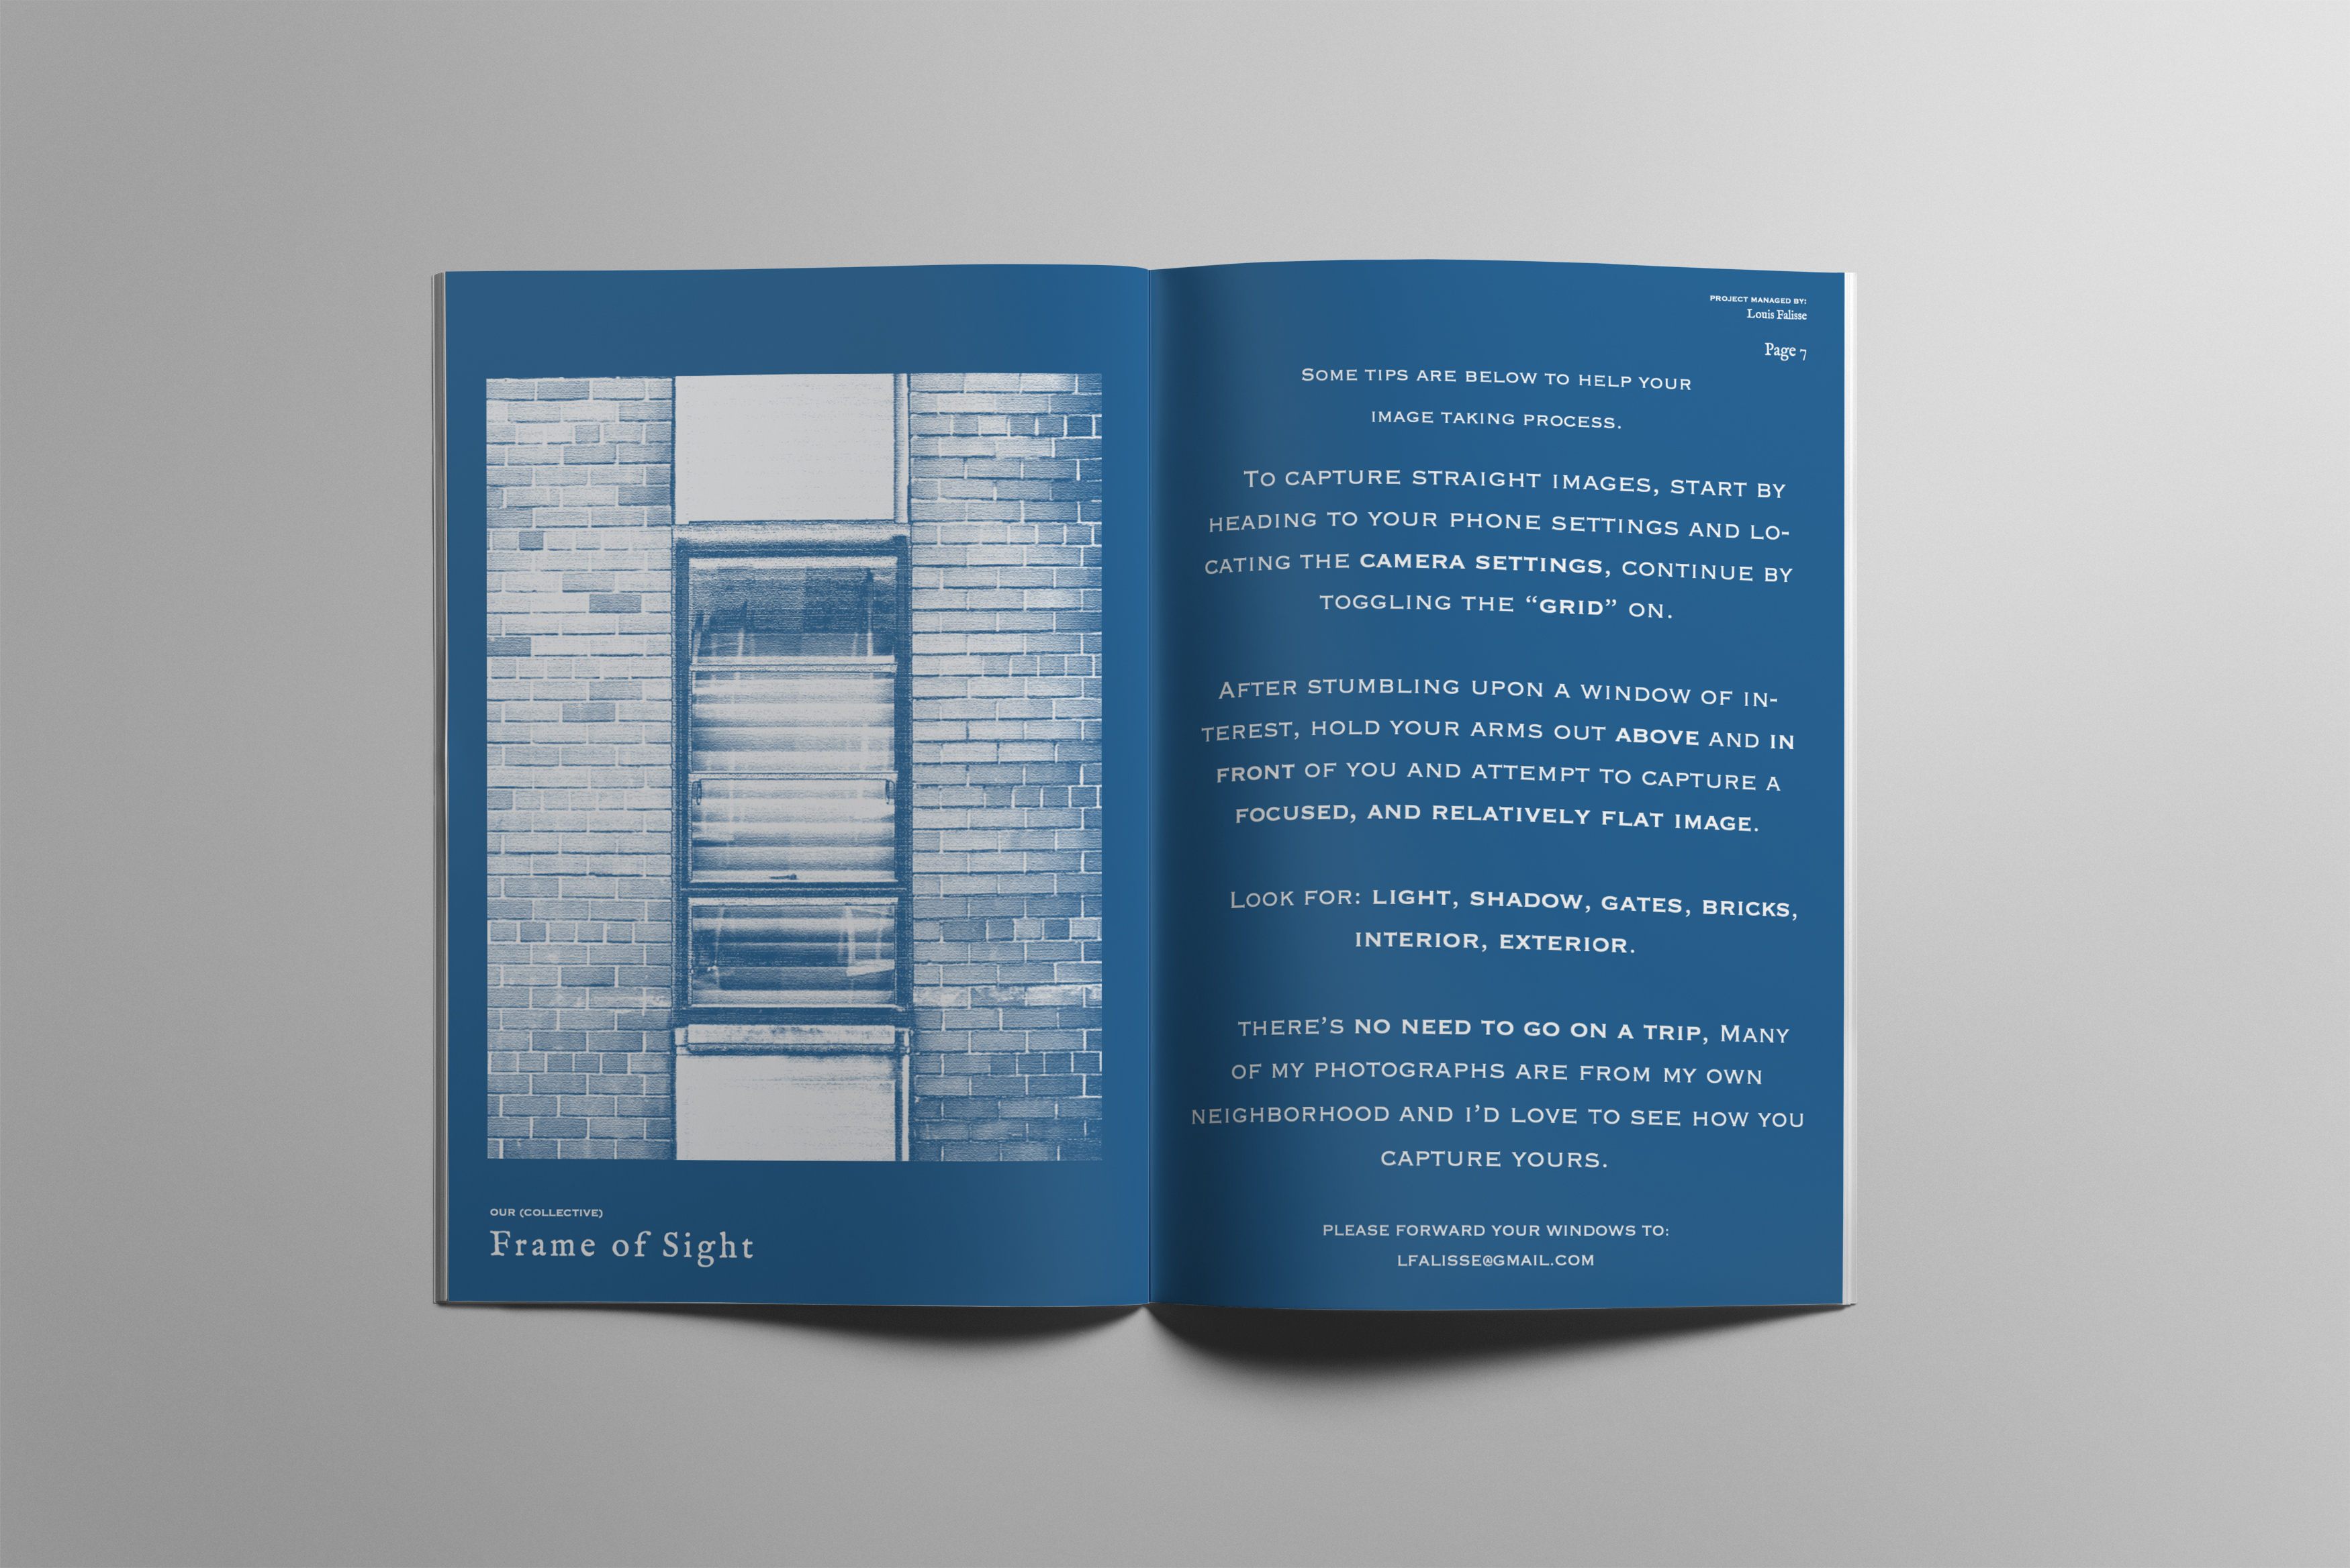 OUR (COLLECTIVE)
Frame of Sight
PROJECT MANAGED BY:
Louis Falisse
Page 7
SOME TIPS ARE BELOW TO HELP YOUR
IMAGE TAKING PROCESS.
TO CAPTURE STRAIGHT IMAGES, START BY
HEADING TO YOUR PHONE SETTINGS AND LO-
CATING THE CAMERA SETTINGS, CONTINUE BY
TOGGLING THE “GRID” ON.
AFTER STUMBLING UPON A WINDOW OF IN-
TEREST, HOLD YOUR ARMS OUT ABOVE AND IN
FRONT OF YOU AND ATTEMPT TO CAPTURE A
FOCUSED, AND RELATIVELY FLAT IMAGE.
LOOK FOR: LIGHT, SHADOW, GATES, BRICKS,
INTERIOR, EXTERIOR.
THERE’S NO NEED TO GO ON A TRIP, MANY
OF MY PHOTOGRAPHS ARE FROM MY OWN
NEIGHBORHOOD AND I’D LOVE TO SEE HOW YOU
CAPTURE YOURS.
PLEASE FORWARD YOUR WINDOWS TO:
LFALISSE@GMAIL.COM